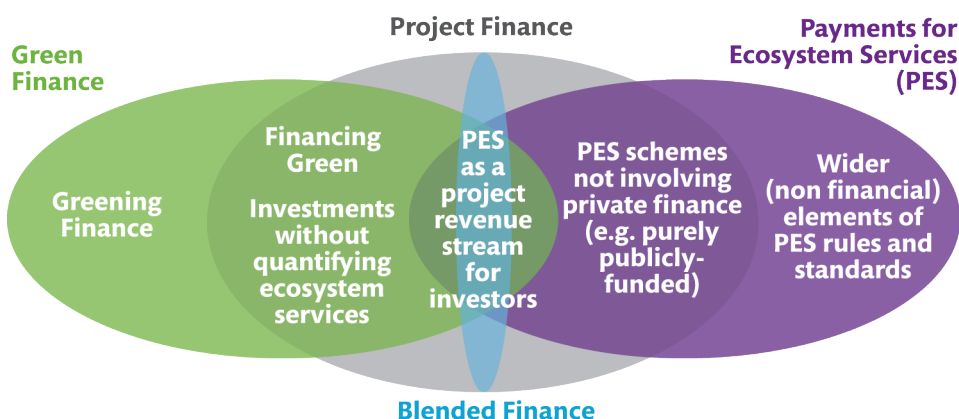 Project Finance
Green
Finance
Payments for
Ecosystem Services
(PES)
Greening
Finance
Financing
Green
Investments
without
quantifying
ecosystem
services
PES
as a
project
revenue
stream
for
investors
PES schemes
not involving
private finance
(e.g. purely
publicly-
funded)
Wider
(non financial)
elements of
PES rules and
standards
Blended Finance